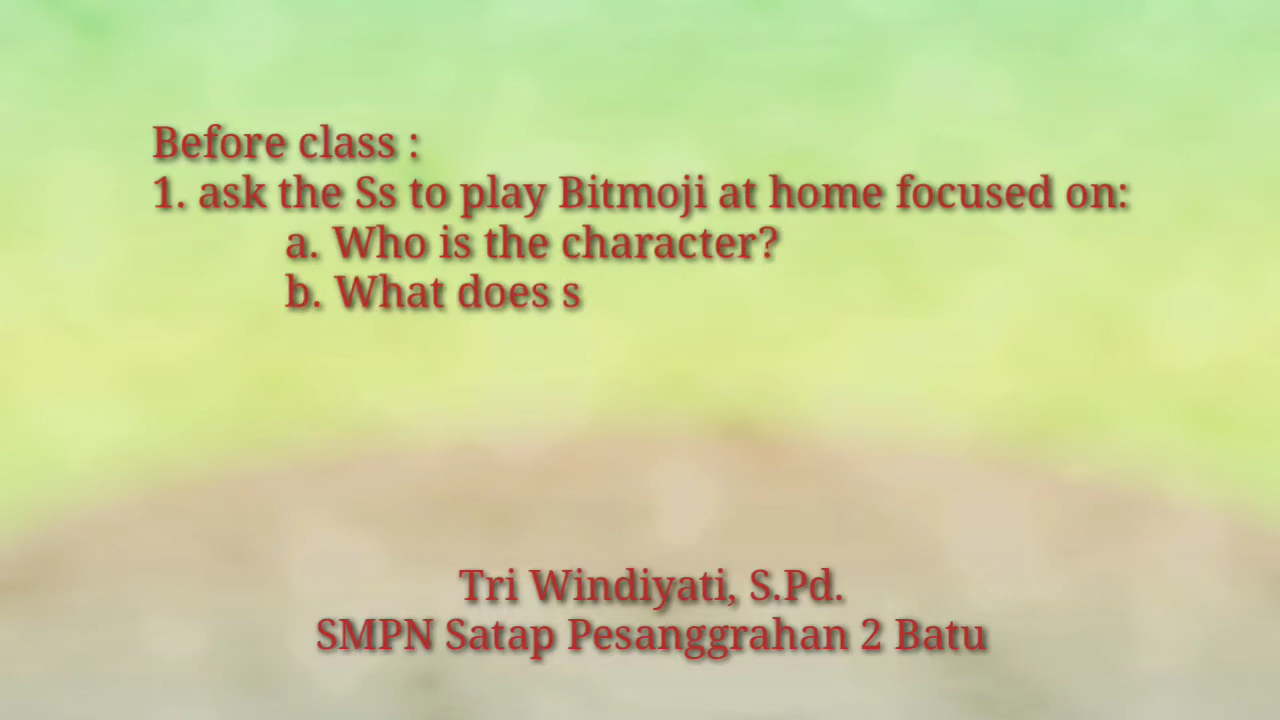 Before class :
1. ask the Ss to play Bitmoji at home focused on:
a. Who is the character?
b. What does s
Tri Windiyati, S.Pd.
SMPN Satap Pesanggrahan 2 Batu